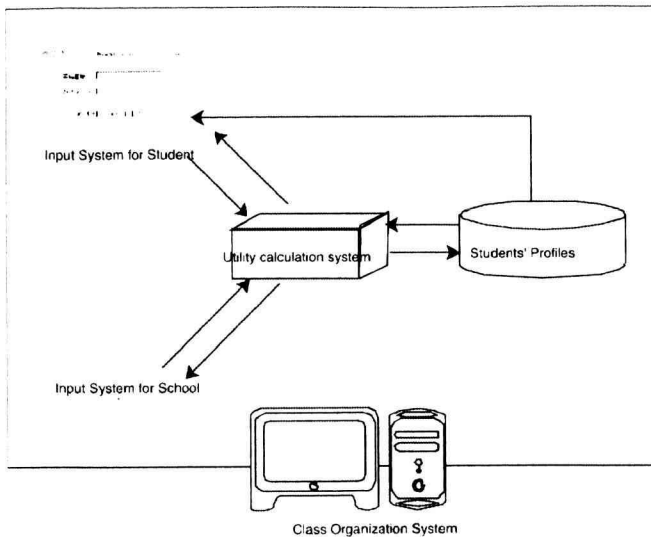 Input System for Student
Utility calculation system
Students' Profiles
Input System for School
Class Organization System